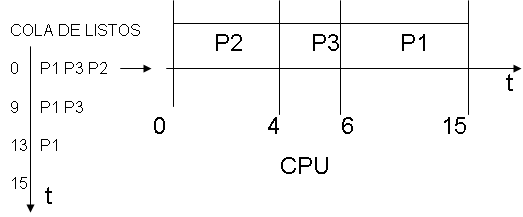 COLA DE LISTOS
0 P1 P3 P2
9 P1 P3
13 P1
15
t
P2 P3 P1
t
0 4 6 15
CPU